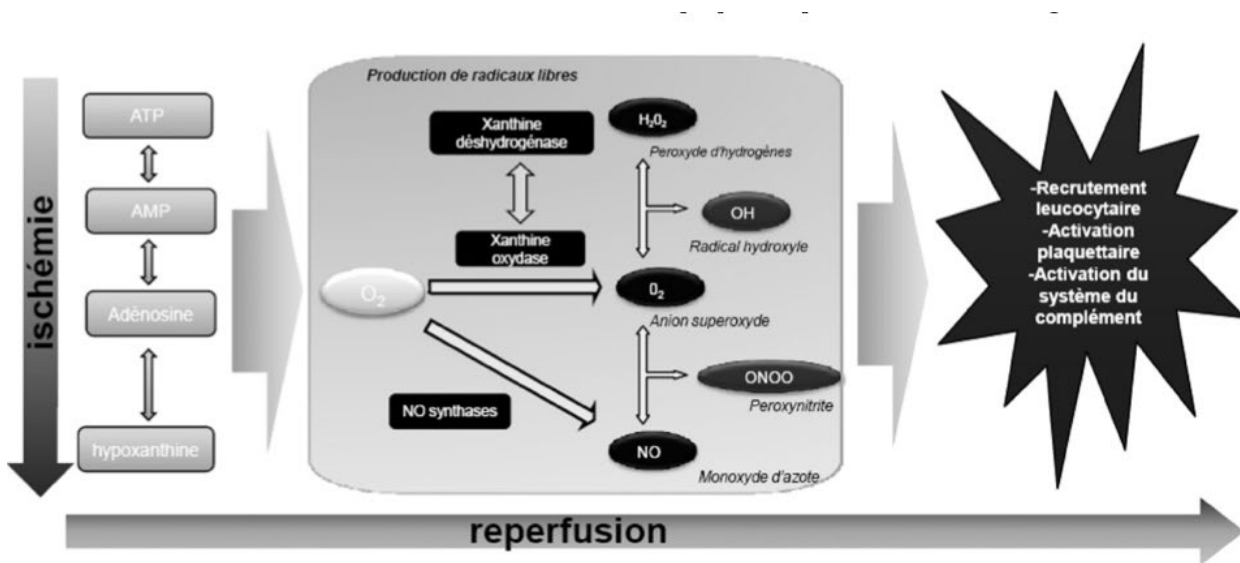 ischémie
ATP
AMP
Adénosine
hypoxanthine
Production de radicaux libres
Xanthine
déshydrogénase
Xanthine
oxydase
O₂
NO synthases
H₂0₂
Peroxyde d'hydrogènes
OH
Radical hydroxyle
0₂
Anion superoxyde
ONOO
Peroxynitrite
NO
Monoxyde d'azote
-Recrutement
leucocytaire
-Activation
plaquettaire
-Activation du
système du
complément
reperfusion